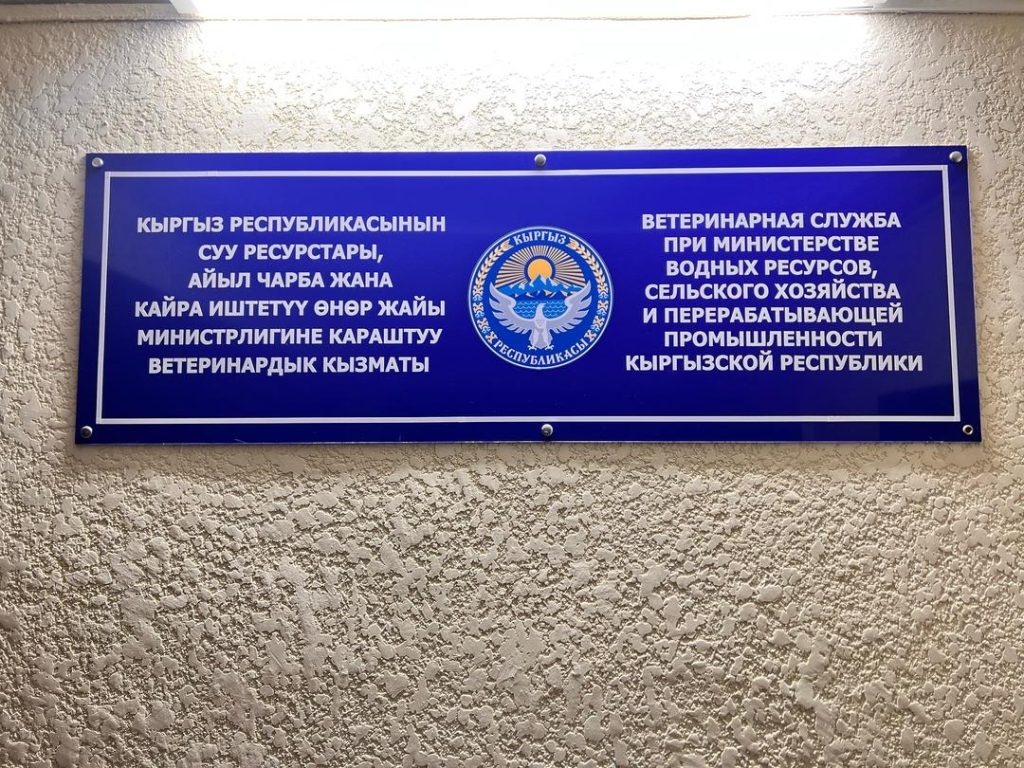 КЫРГЫЗ РЕСПУБЛИКАСЫНЫН
СУУ РЕСУРСТАРЫ,
АЙЫЛ ЧАРБА ЖАНА
КАЙРА ИШТЕТҮҮ ӨНӨР ЖАЙЫ
МИНИСТРЛИГИНЕ КАРАШТУУ
ВЕТЕРИНАРДЫК КЫЗМАТЫ
КЫРГЫЗ
РЕСПУБЛИКАСЫ
ВЕТЕРИНАРНАЯ СЛУЖБА
ПРИ МИНИСТЕРСТВЕ
ВОДНЫХ РЕСУРСОВ,
СЕЛЬСКОГО ХОЗЯЙСТВА
И ПЕРЕРАБАТЫВАЮЩЕЙ
ПРОМЫШЛЕННОСТИ
КЫРГЫЗСКОЙ РЕСПУБЛИКИ